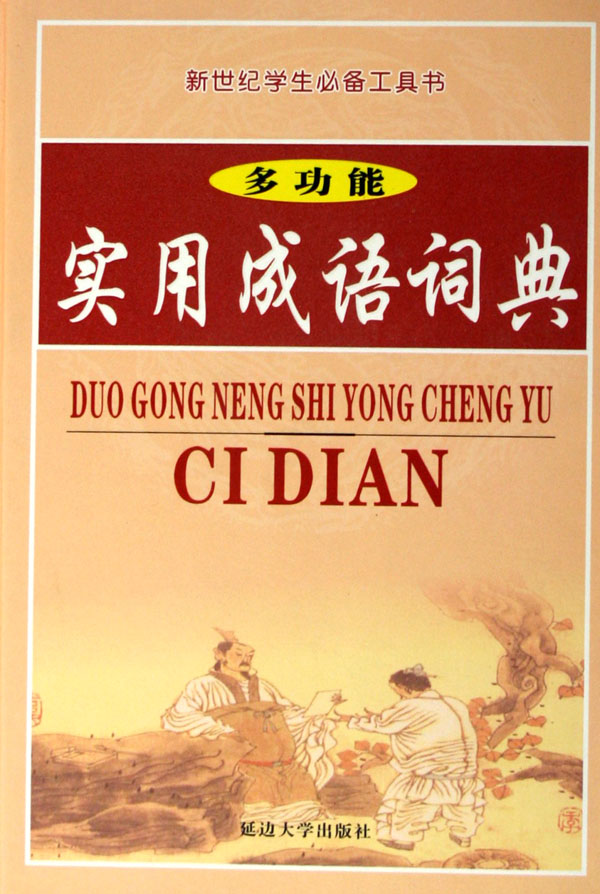 新世纪学生必备工具书
多功能
实用成语词典
DUO GONG NENG SHI YONG CHENG YU
CI DIAN
延边大学出版社